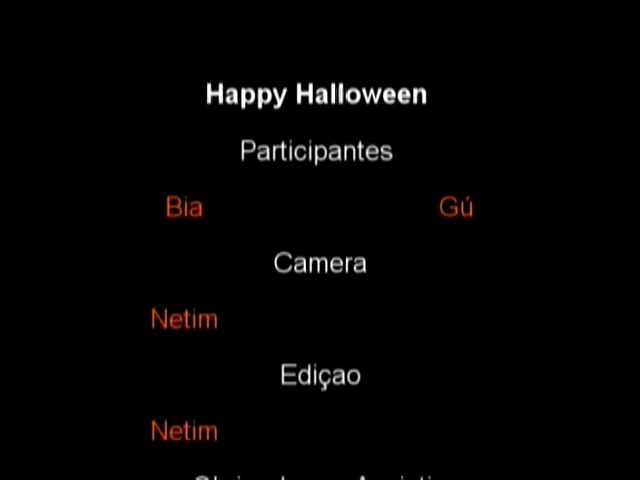 Happy Halloween
Participantes
Bia Gú
Camera
Netim
Ediçao
Netim